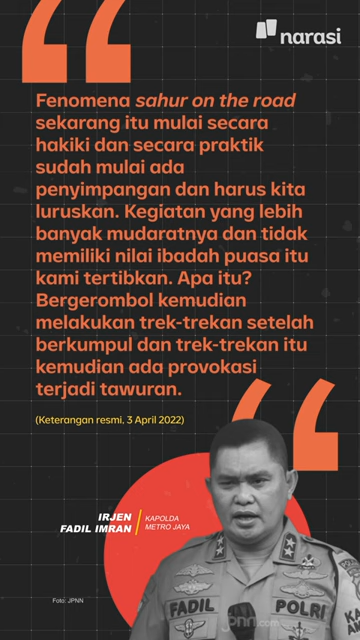 narasi
Fenomena sahur on the road
sekarang itu mulai secara
hakiki dan secara praktik
sudah mulai ada
penyimpangan dan harus kita
luruskan. Kegiatan yang lebih
banyak mudaratnya dan tidak
memiliki nilai ibadah puasa itu
kami tertibkan. Apa itu?
Bergerombol kemudian
melakukan trek-trekan setelah
berkumpul dan trek-trekan itu
kemudian ada provokasi
terjadi tawuran.
(Keterangan resmi, 3 April 2022)
IRJEN
FADIL IMRAN
KAPOLDA
METRO JAYA
Foto: JPNN
FADIL
POLRI
jpnn.com